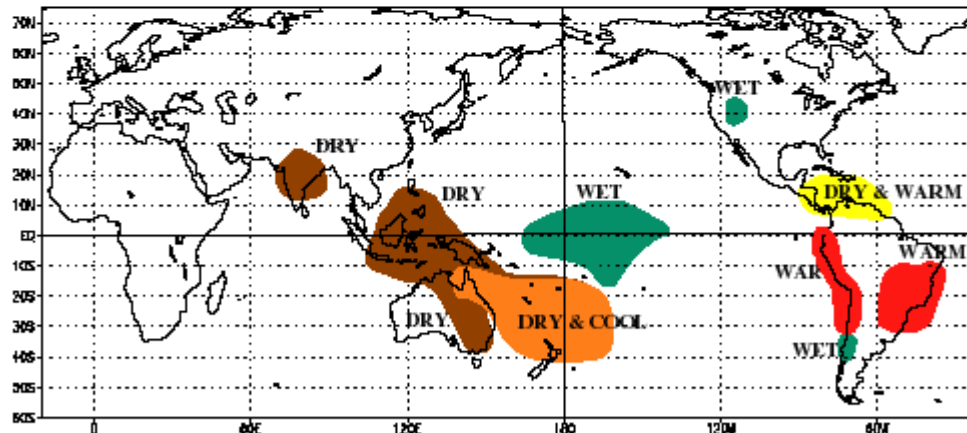 70N
60N
50N
40N
30N
20N
10N
EQ
10S
20S
30S
40S
50S
60S
0
60E
120E
180
120W
60W
WET
DRY
DRY
WET
DRY & WARM
WARM
WAR
DRY
DRY & COOL
WET